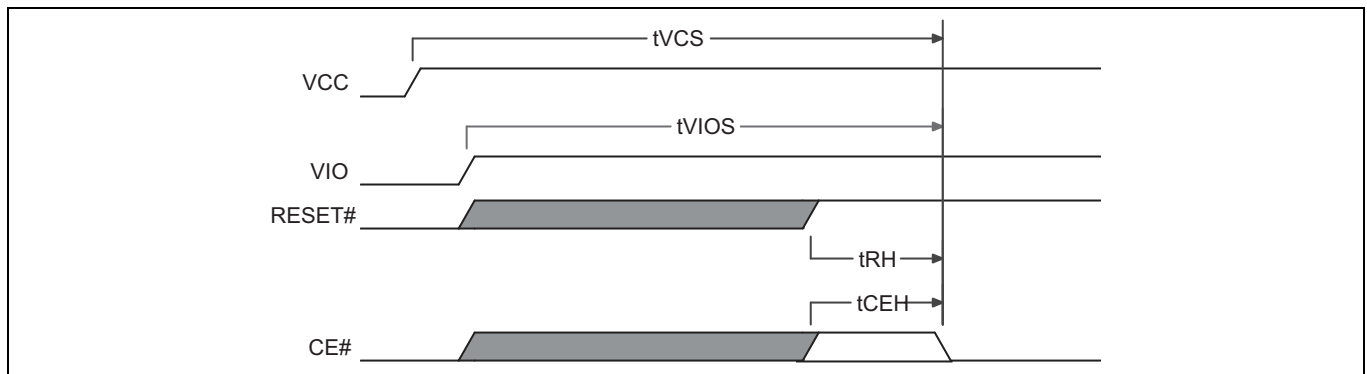 tVCS
VCC
tVIOS
VIO
RESET#
tRH
tCEH
CE#